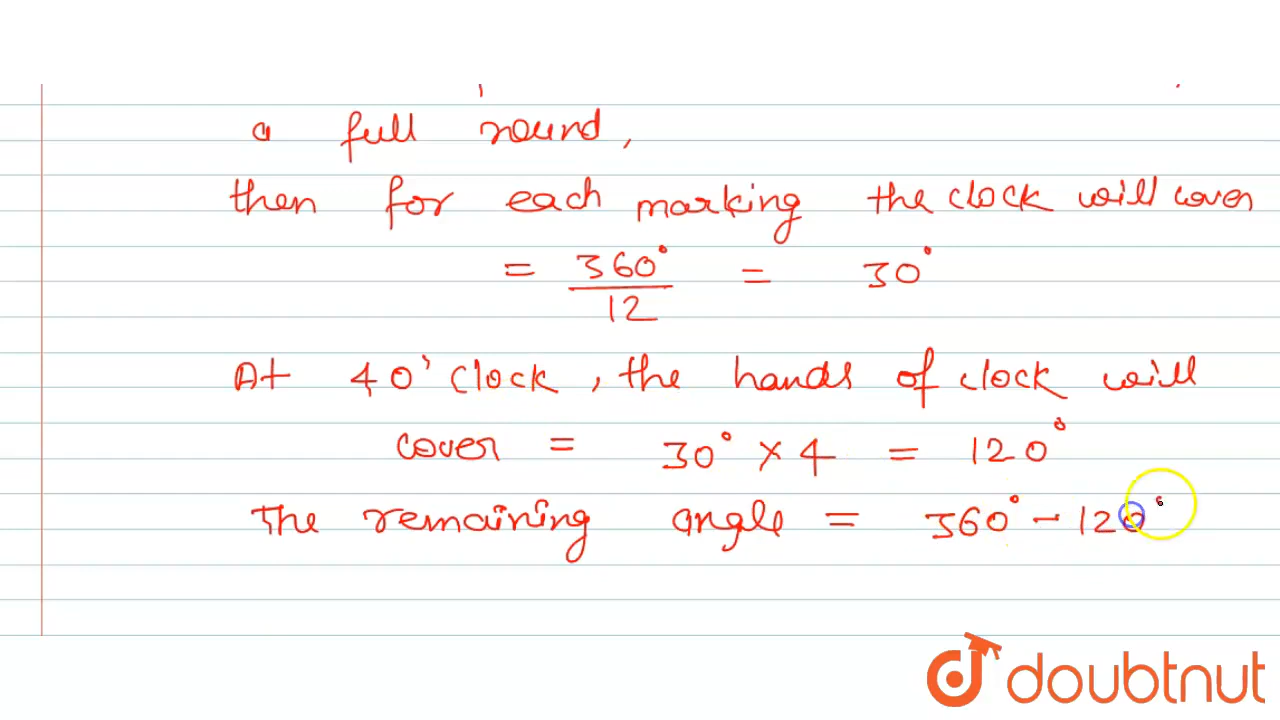 a full round,
then for each marking the clock will cover
= 360° / 12 = 30°
At 4 0' clock, the hands of clock will
cover = 30° × 4 = 120°
The remaining angle = 360° - 120°
doubtnut